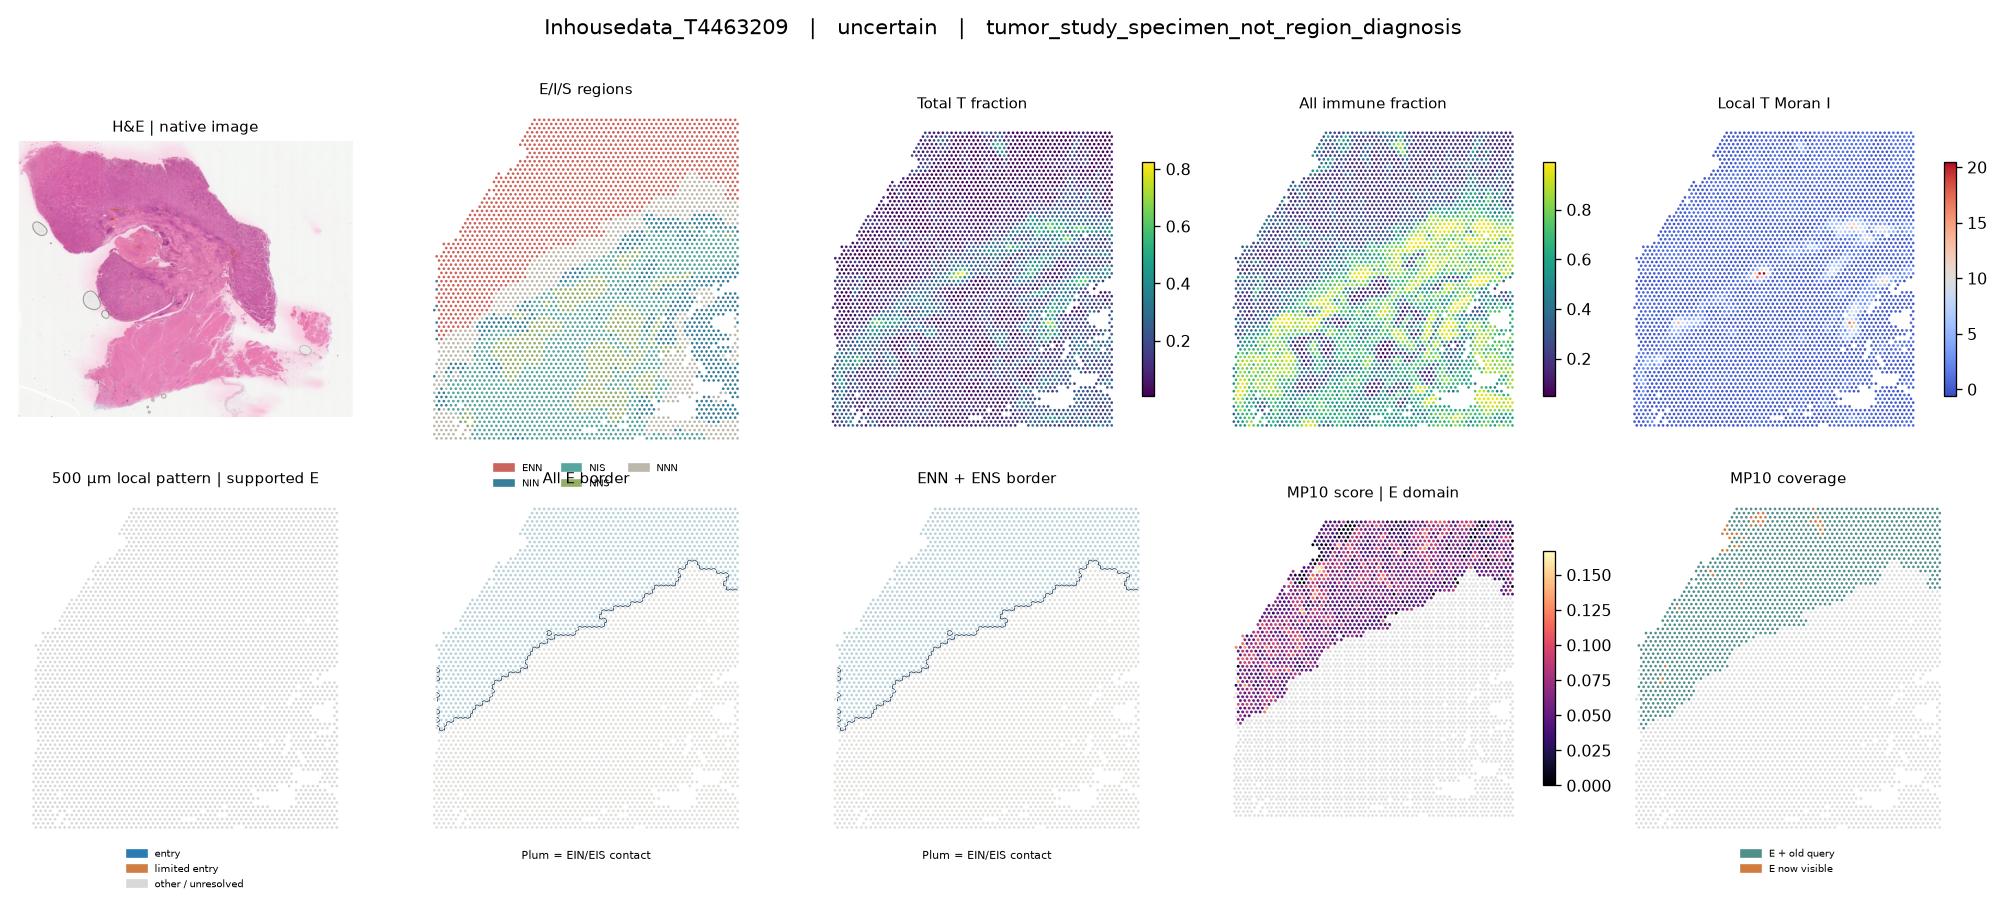 Inhousedata_T4463209 | uncertain | tumor_study_specimen_not_region_diagnosis
H&E | native image
E/I/S regions
ENN
NIS
NNN
NIN
NNS
Total T fraction
0.8
0.6
0.4
0.2
All immune fraction
0.8
0.6
0.4
0.2
Local T Moran I
20
15
10
5
0
500 µm local pattern | supported E
entry
limited entry
other / unresolved
All E border
Plum = EIN/EIS contact
ENN + ENS border
Plum = EIN/EIS contact
MP10 score | E domain
0.150
0.125
0.100
0.075
0.050
0.025
0.000
MP10 coverage
E + old query
E now visible